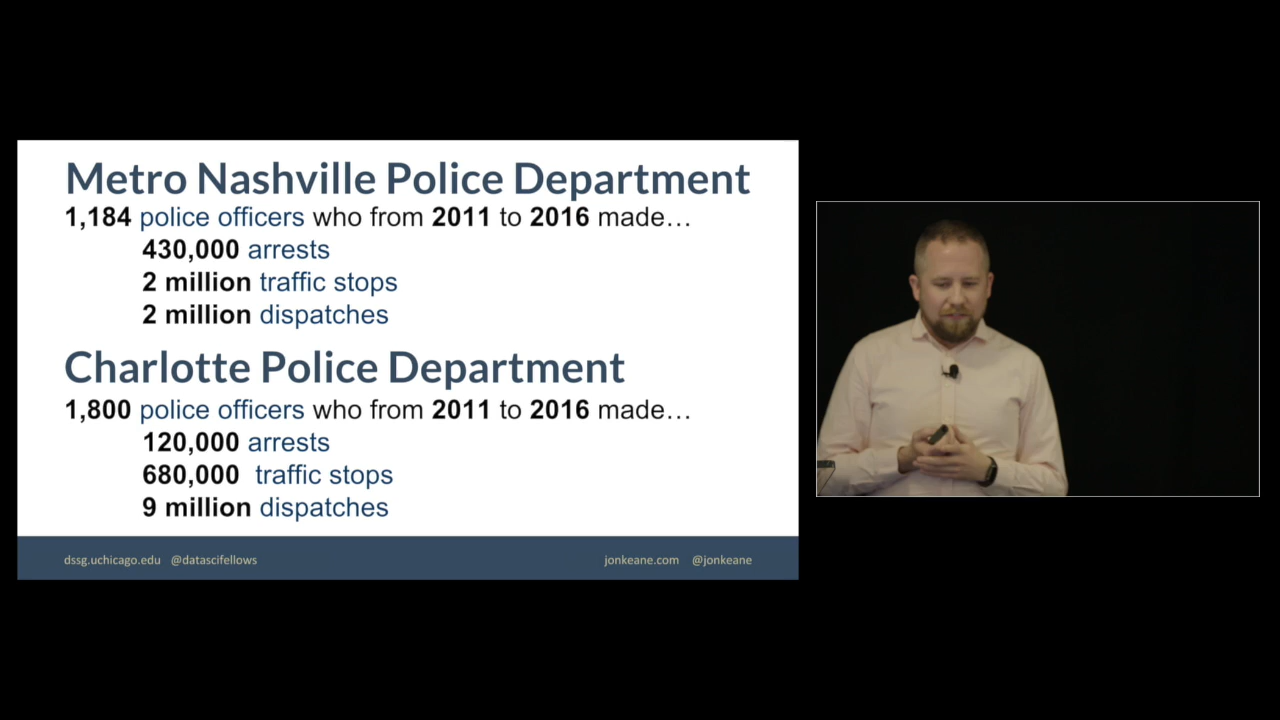 Metro Nashville Police Department
1,184 police officers who from 2011 to 2016 made…
430,000 arrests
2 million traffic stops
2 million dispatches
Charlotte Police Department
1,800 police officers who from 2011 to 2016 made…
120,000 arrests
680,000 traffic stops
9 million dispatches
dssg.uchicago.edu @datascifellows
jonkeane.com @jonkeane